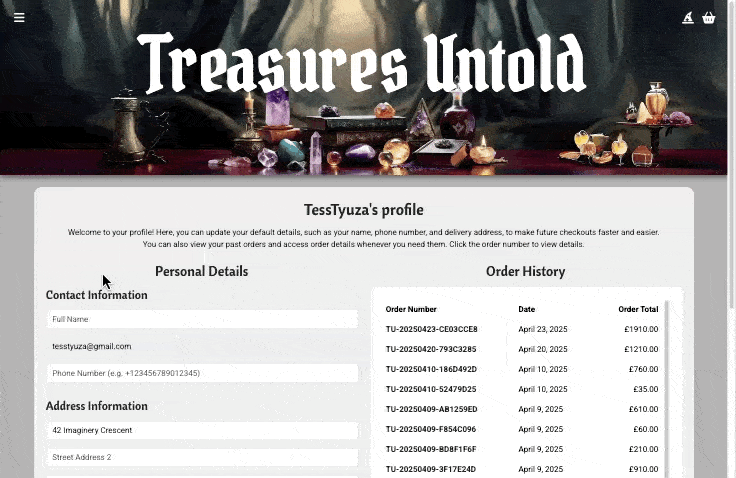 Treasures Untold
TessTyuza's profile
Welcome to your profile! Here, you can update your default details, such as your name, phone number, and delivery address, to make future checkouts faster and easier.
You can also view your past orders and access order details whenever you need them. Click the order number to view details.
Personal Details
Contact Information
Full Name
tesstyuza@gmail.com
Phone Number (e.g. +123456789012345)
Address Information
42 Imaginery Crescent
Street Address 2
Order History
Order Number Date Order Total
TU-20250423-CE03CCE8 April 23, 2025 £1910.00
TU-20250420-793C3285 April 20, 2025 £1210.00
TU-20250410-186D492D April 10, 2025 £760.00
TU-20250410-52479D25 April 10, 2025 £35.00
TU-20250409-AB1259ED April 9, 2025 £610.00
TU-20250409-F854C096 April 9, 2025 £60.00
TU-20250409-BD8F1F6F April 9, 2025 £210.00
TU-20250409-3F17E24D April 9, 2025 £910.00